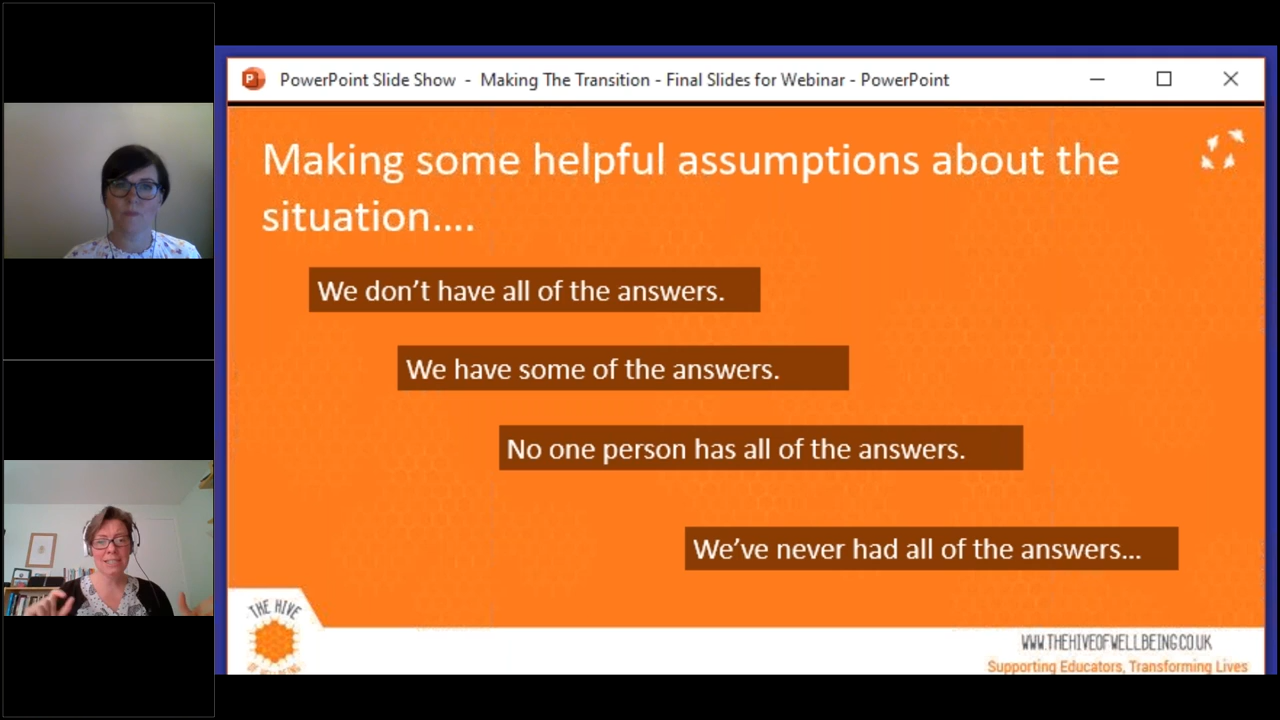 PowerPoint Slide Show - Making The Transition - Final Slides for Webinar - PowerPoint
Making some helpful assumptions about the
situation....
We don't have all of the answers.
We have some of the answers.
No one person has all of the answers.
We've never had all of the answers...
THE HIVE
OF WELLBEING
WWW.THEHIVEOFWELLBEING.CO.UK
Supporting Educators, Transforming Lives